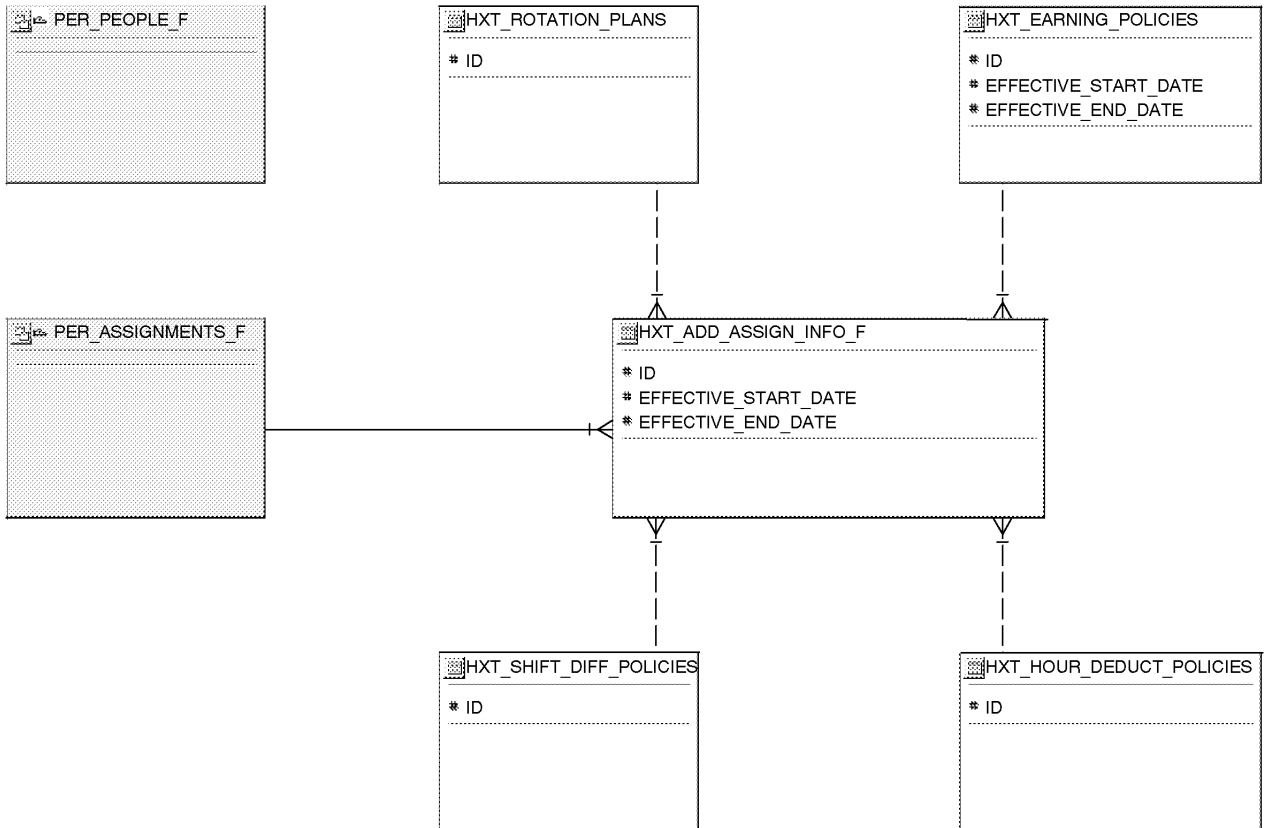 PER_PEOPLE_F
HXT_ROTATION_PLANS
# ID
HXT_EARNING_POLICIES
# ID
# EFFECTIVE_START_DATE
# EFFECTIVE_END_DATE
PER_ASSIGNMENTS_F
HXT_ADD_ASSIGN_INFO_F
# ID
# EFFECTIVE_START_DATE
# EFFECTIVE_END_DATE
HXT_SHIFT_DIFF_POLICIES
# ID
HXT_HOUR_DEDUCT_POLICIES
# ID